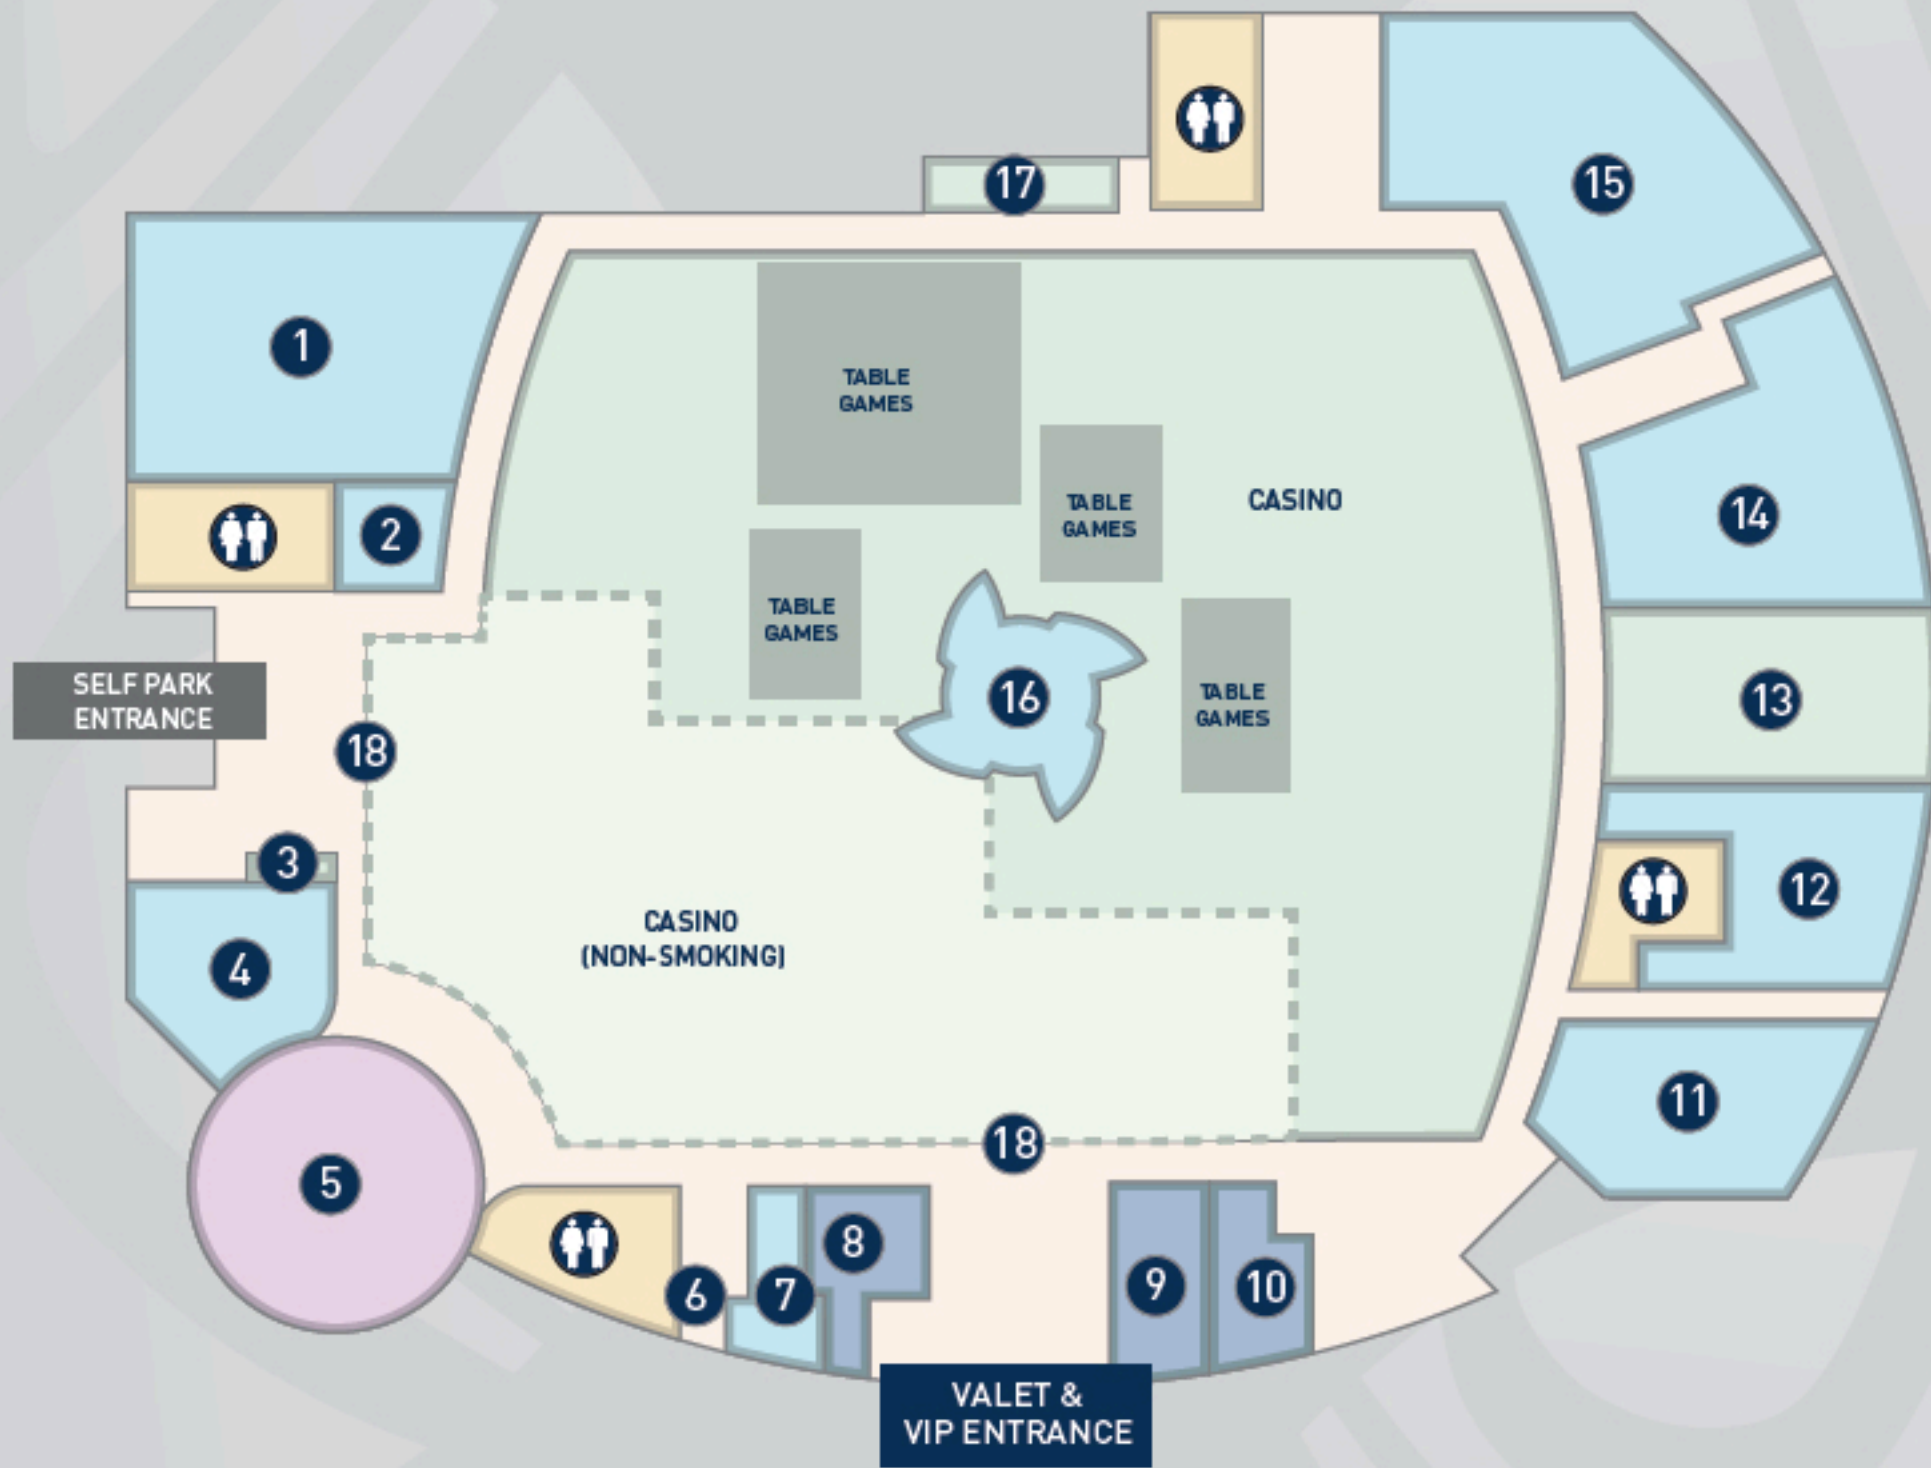 17
15
1
TABLE
GAMES
TABLE
GAMES
CASINO
14
2
TABLE
GAMES
16
TABLE
GAMES
13
SELF PARK
ENTRANCE
18
3
12
CASINO
(NON-SMOKING)
4
11
18
5
8
6
7
9
10
VALET &
VIP ENTRANCE